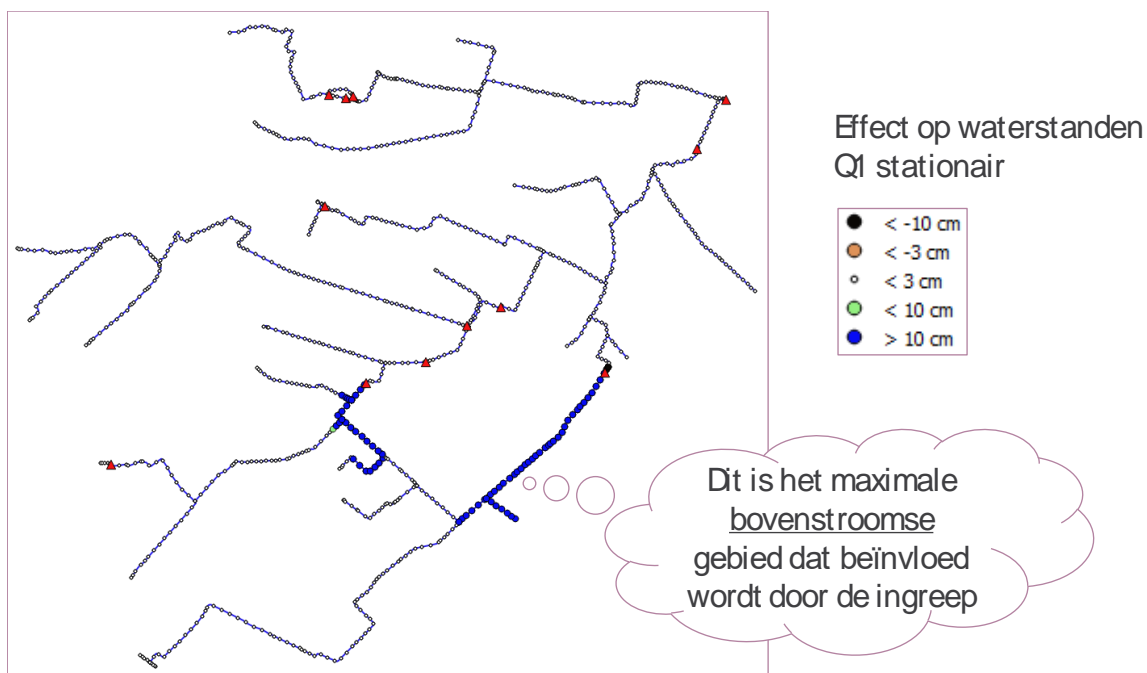 Effect op waterstanden
Q1 stationair
< -10 cm
< -3 cm
< 3 cm
< 10 cm
> 10 cm
Dit is het maximale
bovenstroomse
gebied dat beïnvloed
wordt door de ingreep